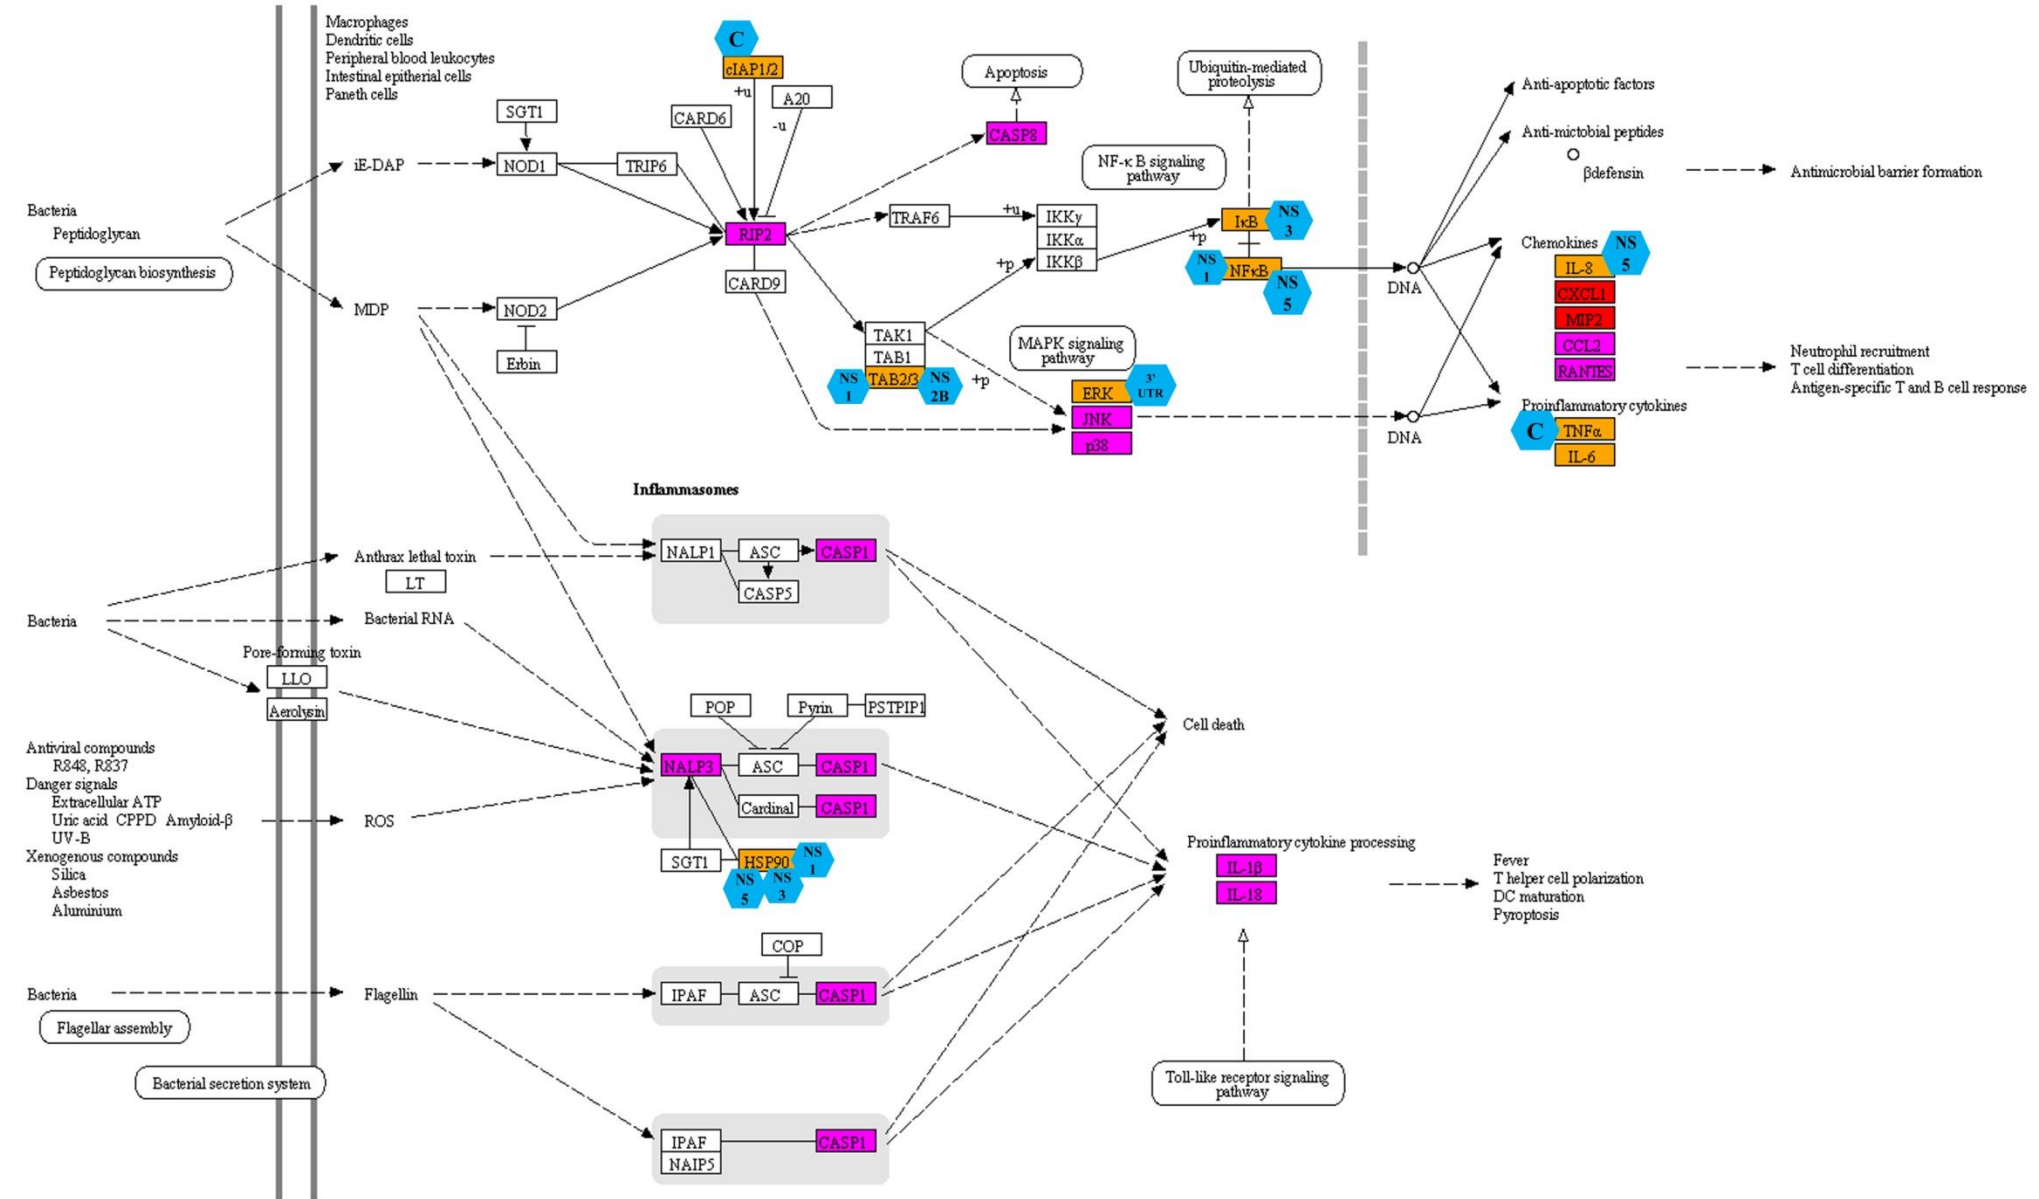 Macrophages
Dendritic cells
Peripheral blood leukocytes
Intestinal epitherial cells
Paneth cells
C
cIAP1/2
+u
A20
-u
CARD6
SGT1
NOD1
TRIP6
iE-DAP
Bacteria
Peptidoglycan
Peptidoglycan biosynthesis
MDP
NOD2
Erbin
RIP2
CARD9
Apoptosis
CASP8
TRAF6
+u
IKKγ
IKKα
IKKβ
+p
+p
TAK1
TAB1
TAB2/3
NS
1
NS
2B
+p
Ubiquitin-mediated
proteolysis
NF-κ B signaling
pathway
IκB
NS
3
NS
1
NFκB
NS
5
MAPK signaling
pathway
ERK
3'
UTR
JNK
p38
DNA
DNA
Anti-apoptotic factors
Anti-mictobial peptides
βdefensin
Antimicrobial barrier formation
Chemokines
NS
5
IL-8
CXCL1
MIP2
CCL2
RANTES
Neutrophil recruitment
T cell differentiation
Antigen-specific T and B cell response
Proinflammatory cytokines
C
TNFα
IL-6
Inflammasomes
NALP1
ASC
CASP1
CASP5
Anthrax lethal toxin
LT
Bacteria
Bacterial RNA
Pore-forming toxin
LLO
Aerolysin
POP
Pyrin
PSTPIP1
NALP3
ASC
CASP1
Cardinal
CASP1
SGT1
HSP90
NS
1
NS
5
NS
3
Antiviral compounds
R848, R837
Danger signals
Extracellular ATP
Uric acid CPPD Amyloid-β
UV-B
Xenogenous compounds
Silica
Asbestos
Aluminium
ROS
Cell death
Proinflammatory cytokine processing
IL-1β
IL-18
Fever
T helper cell polarization
DC maturation
Pyroptosis
COP
Bacteria
Flagellar assembly
Flagellin
IPAF
ASC
CASP1
Bacterial secretion system
Toll-like receptor signaling
pathway
IPAF
NAIP5
CASP1